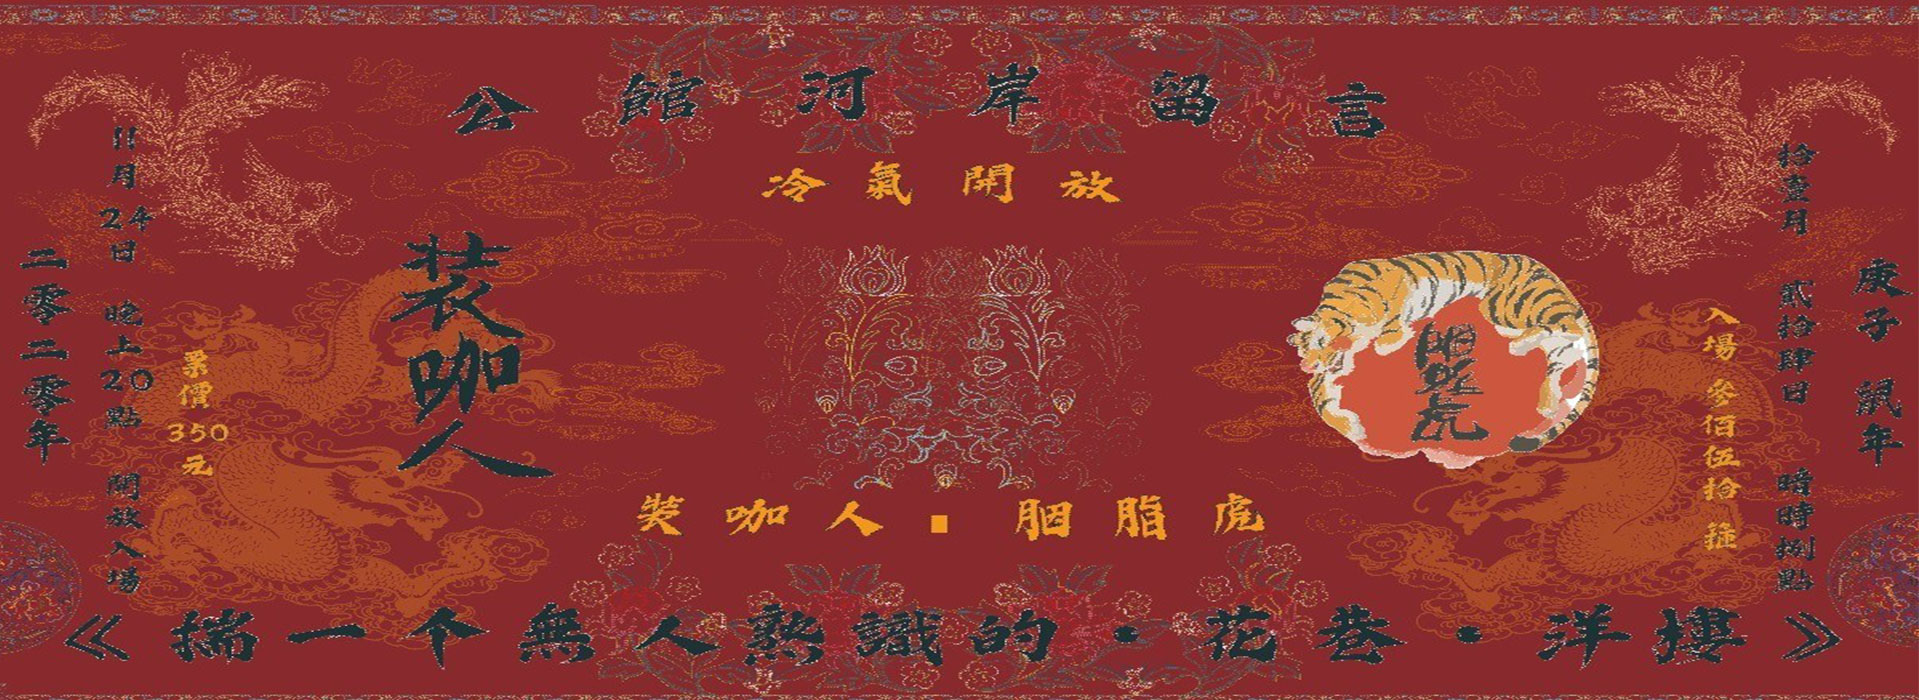 公館河岸留言
冷氣開放
二零二零年
11月24日 晚上20點 開放入場
票價350元
裝咖人
胭脂虎
入場 參佰伍拾 箍
拾壹月 貳拾肆日 暗時捌點
庚子 鼠年
裝咖人▪胭脂虎
《揣一个無人熟識的・花巷・洋樓》